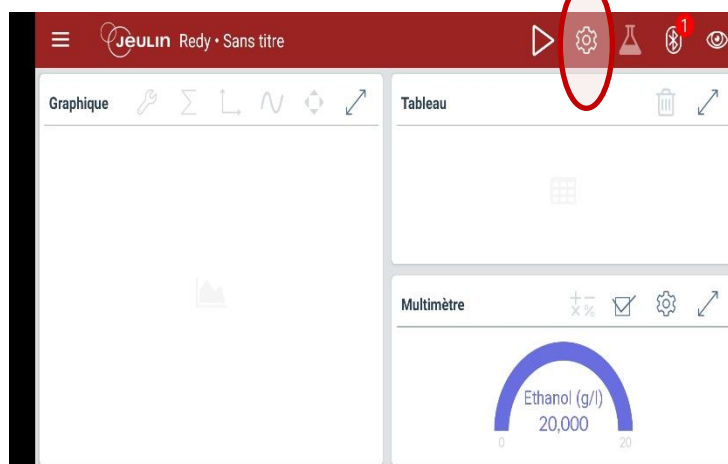 Jeulin Redy • Sans titre
1
Graphique
Tableau
Multimètre
+ −
× %
Ethanol (g/l)
20,000
0
20